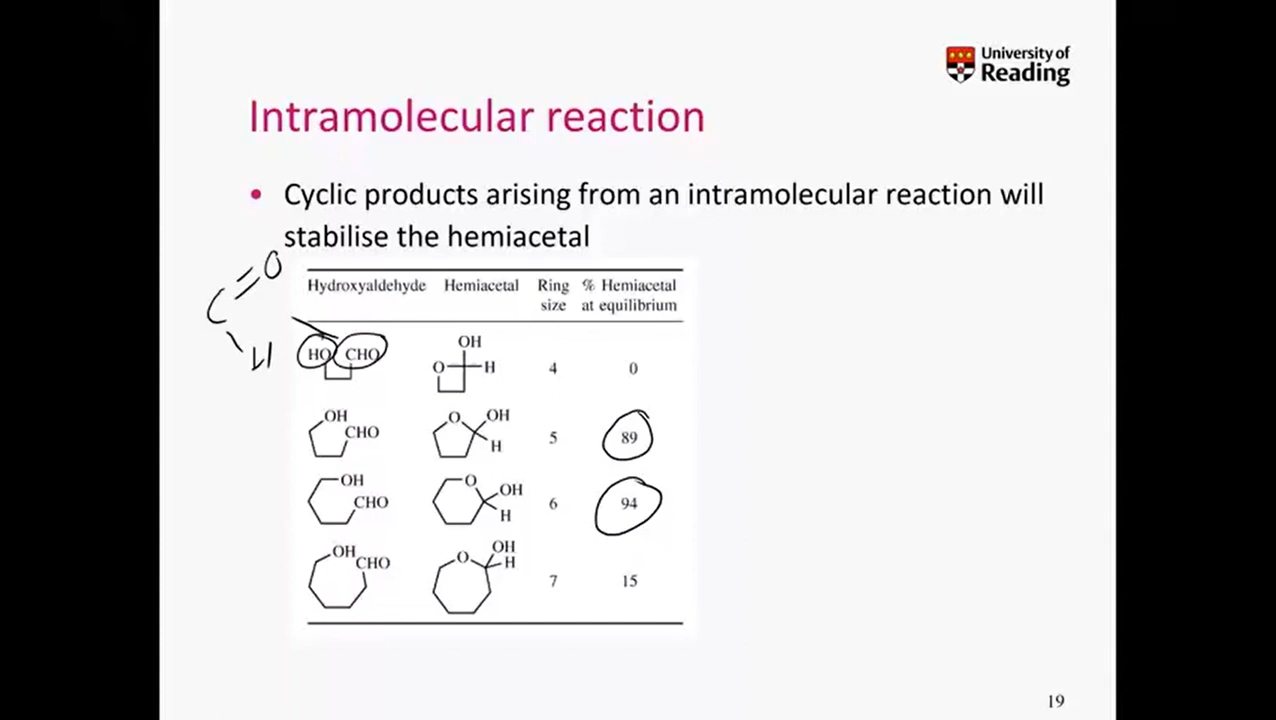 University of
Reading
Intramolecular reaction
• Cyclic products arising from an intramolecular reaction will
stabilise the hemiacetal
C=O
H
Hydroxyaldehyde Hemiacetal Ring size % Hemiacetal at equilibrium
HO CHO OH O H 4 0
OH CHO O OH H 5 89
OH CHO O OH H 6 94
OH CHO O OH H 7 15
19